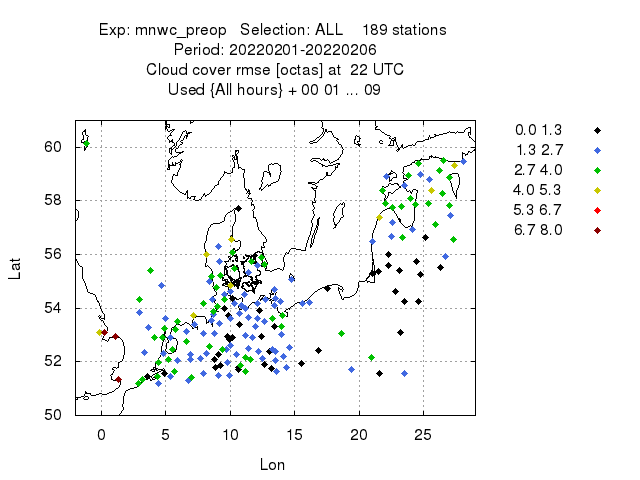 Exp: mnwc_preop Selection: ALL 189 stations
Period: 20220201-20220206
Cloud cover rmse [octas] at 22 UTC
Used {All hours} + 00 01 ... 09
60
58
56
54
52
50
0 5 10 15 20 25
Lat
Lon
0.0 1.3
1.3 2.7
2.7 4.0
4.0 5.3
5.3 6.7
6.7 8.0